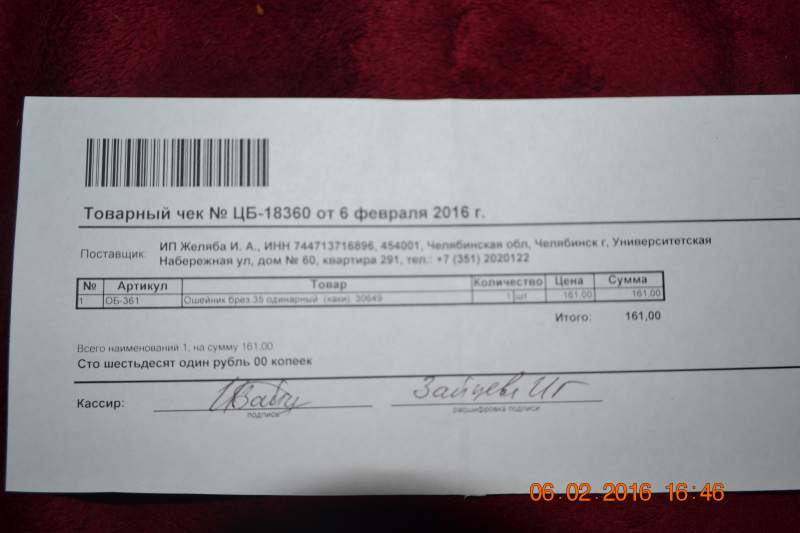 Товарный чек № ЦБ-18360 от 6 февраля 2016 г.
Поставщик: ИП Желяба И. А., ИНН 744713716896, 454001, Челябинская обл, Челябинск г, Университетская
Набережная ул, дом № 60, квартира 291, тел.: +7 (351) 2020122
№ Артикул Товар Количество Цена Сумма
1 ОБ-361 Ошейник брез 35 одинарный (хаки) 30649 1 шт 161,00 161,00
Итого: 161,00
Всего наименований 1, на сумму 161,00
Сто шестьдесят один рубль 00 копеек
Кассир: Зайцева ИГ
подпись расшифровка подписи
06.02.2016 16:46